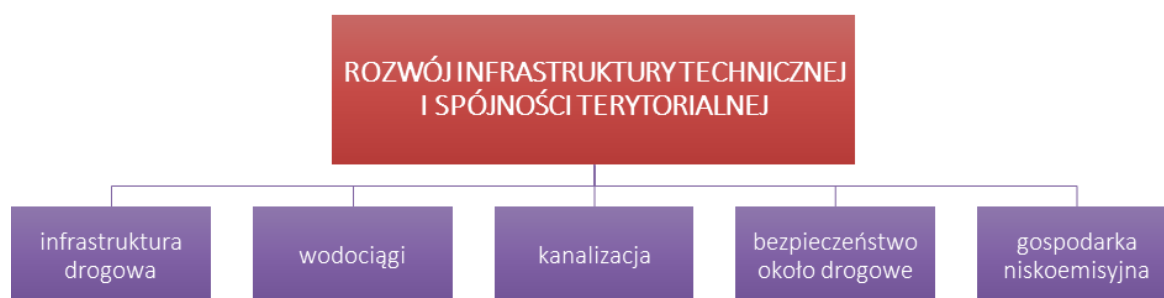 ROZWÓJ INFRASTRUKTURY TECHNICZNEJ
I SPÓJNOŚCI TERYTORIALNEJ
infrastruktura
drogowa
wodociągi
kanalizacja
bezpieczeństwo
około drogowe
gospodarka
niskoemisyjna